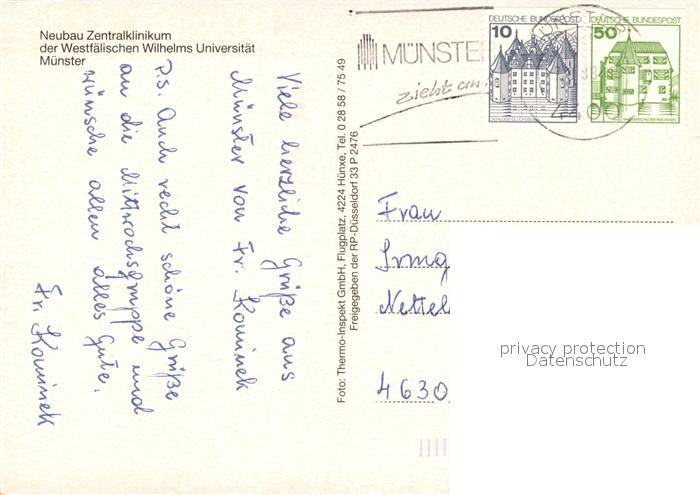 Neubau Zentralklinikum
der Westfälischen Wilhelms Universität
Münster
Viele herzliche Grüße aus
Münster von Fr. Kominek
P.s. Auch recht schöne Grüße
an die Mittwochsgruppe und
wünsche allen alles Gute.
Fr. Kominek
Foto: Thermo-Inspekt GmbH, Flugplatz, 4224 Hünxe, Tel. 0 28 58 / 75 49
Freigegeben der RP-Düsseldorf 33 P 2476
MÜNSTER
zieht an
10 DEUTSCHE BUNDESPOST
50 DEUTSCHE BUNDESPOST
4400
Frau
Irmg
Nettel
4630
privacy protection
Datenschutz